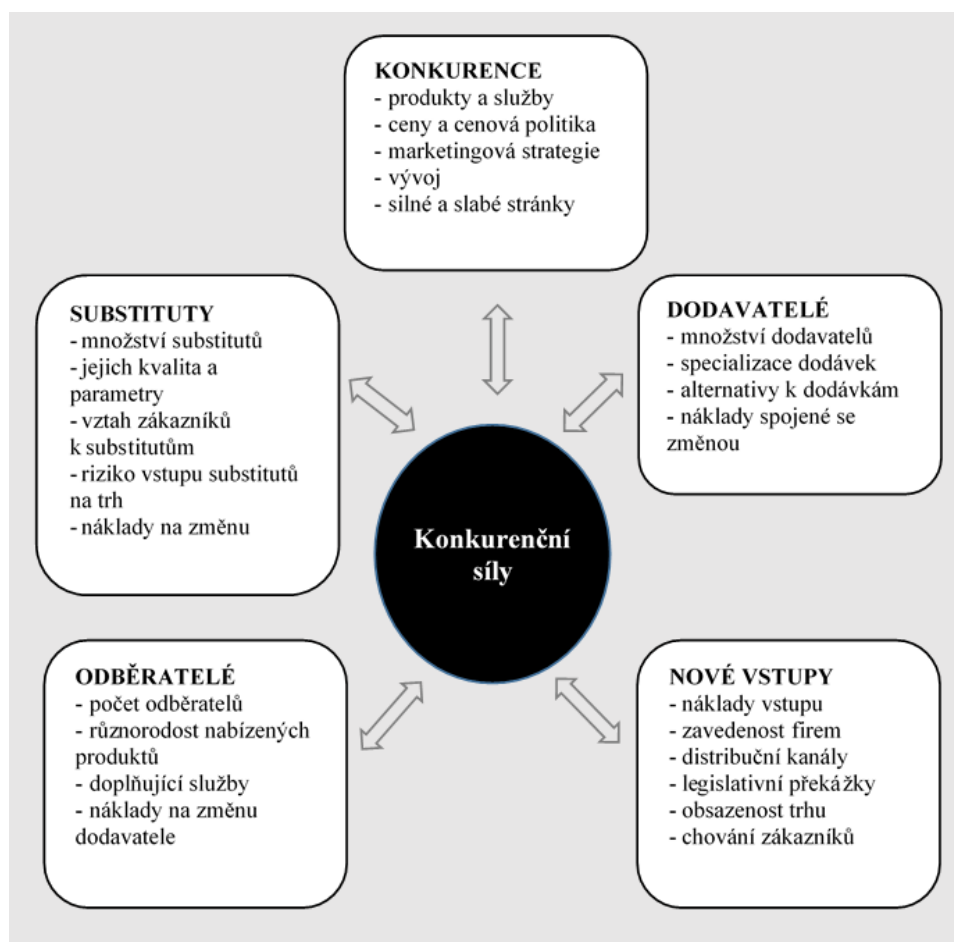 KONKURENCE
- produkty a služby
- ceny a cenová politika
- marketingová strategie
- vývoj
- silné a slabé stránky
SUBSTITUTY
- množství substitutů
- jejich kvalita a
parametry
- vztah zákazníků
k substitutům
- riziko vstupu substitutů
na trh
- náklady na změnu
DODAVATELÉ
- množství dodavatelů
- specializace dodávek
- alternativy k dodávkám
- náklady spojené se
změnou
Konkurenční
síly
ODBĚRATELÉ
- počet odběratelů
- různorodost nabízených
produktů
- doplňující služby
- náklady na změnu
dodavatele
NOVÉ VSTUPY
- náklady vstupu
- zavedenost firem
- distribuční kanály
- legislativní překážky
- obsazenost trhu
- chování zákazníků